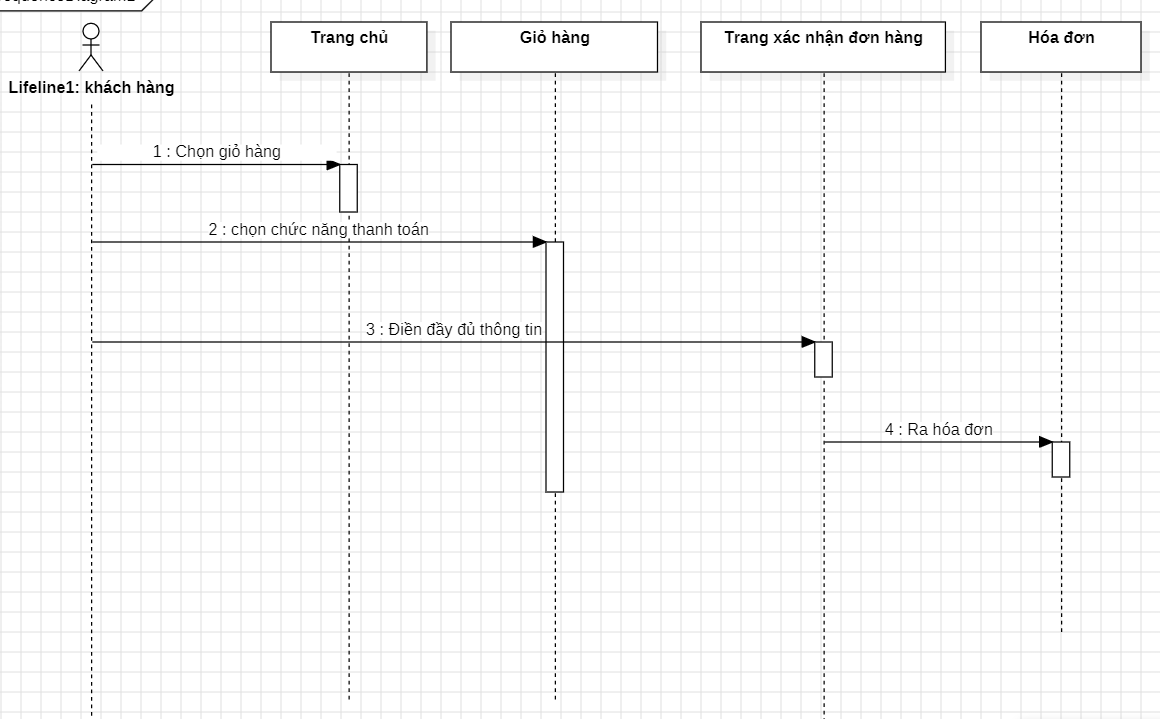 Lifeline1: khách hàng
Trang chủ
Giỏ hàng
Trang xác nhận đơn hàng
Hóa đơn
1 : Chọn giỏ hàng
2 : chọn chức năng thanh toán
3 : Điền đầy đủ thông tin
4 : Ra hóa đơn